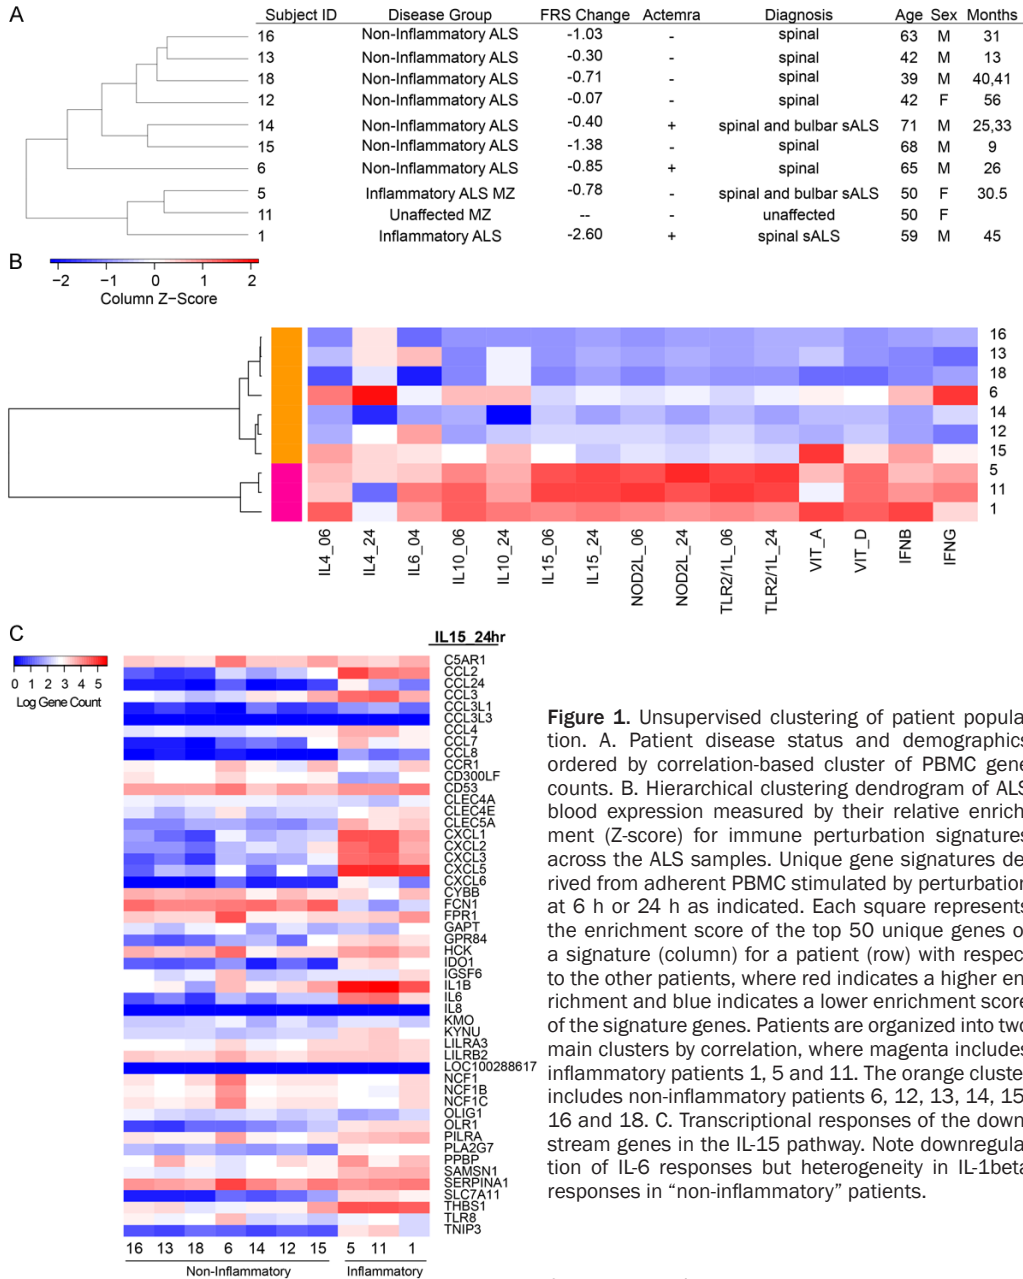 A
Subject ID Disease Group FRS Change Actemra Diagnosis Age Sex Months
16 Non-Inflammatory ALS -1.03 - spinal 63 M 31
13 Non-Inflammatory ALS -0.30 - spinal 42 M 13
18 Non-Inflammatory ALS -0.71 - spinal 39 M 40,41
12 Non-Inflammatory ALS -0.07 - spinal 42 F 56
14 Non-Inflammatory ALS -0.40 + spinal and bulbar sALS 71 M 25,33
15 Non-Inflammatory ALS -1.38 - spinal 68 M 9
6 Non-Inflammatory ALS -0.85 + spinal 65 M 26
5 Inflammatory ALS MZ -0.78 - spinal and bulbar sALS 50 F 30.5
11 Unaffected MZ -- - unaffected 50 F
1 Inflammatory ALS -2.60 + spinal sALS 59 M 45
B
−2 −1 0 1 2
Column Z−Score
16
13
18
6
14
12
15
5
11
1
IL4_06 IL4_24 IL6_04 IL10_06 IL10_24 IL15_06 IL15_24 NOD2L_06 NOD2L_24 TLR2/1L_06 TLR2/1L_24 VIT_A VIT_D IFNB IFNG
C
IL15_24hr
0 1 2 3 4 5
Log Gene Count
C5AR1
CCL2
CCL24
CCL3
CCL3L1
CCL3L3
CCL4
CCL7
CCL8
CCR1
CD300LF
CD53
CLEC4A
CLEC4E
CLEC5A
CXCL1
CXCL2
CXCL3
CXCL5
CXCL6
CYBB
FCN1
FPR1
GAPT
GPR84
HCK
IDO1
IGSF6
IL1B
IL6
IL8
KMO
KYNU
LILRA3
LILRB2
LOC100288617
NCF1
NCF1B
NCF1C
OLIG1
OLR1
PILRA
PLA2G7
PPBP
SAMSN1
SERPINA1
SLC7A11
THBS1
TLR8
TNIP3
16 13 18 6 14 12 15 5 11 1
Non-Inflammatory Inflammatory
Figure 1. Unsupervised clustering of patient popula
tion. A. Patient disease status and demographics
ordered by correlation-based cluster of PBMC gene
counts. B. Hierarchical clustering dendrogram of ALS
blood expression measured by their relative enrich
ment (Z-score) for immune perturbation signatures
across the ALS samples. Unique gene signatures de
rived from adherent PBMC stimulated by perturbation
at 6 h or 24 h as indicated. Each square represents
the enrichment score of the top 50 unique genes o
a signature (column) for a patient (row) with respec
to the other patients, where red indicates a higher en
richment and blue indicates a lower enrichment score
of the signature genes. Patients are organized into two
main clusters by correlation, where magenta includes
inflammatory patients 1, 5 and 11. The orange cluste
includes non-inflammatory patients 6, 12, 13, 14, 15
16 and 18. C. Transcriptional responses of the down
stream genes in the IL-15 pathway. Note downregula
tion of IL-6 responses but heterogeneity in IL-1beta
responses in “non-inflammatory” patients.